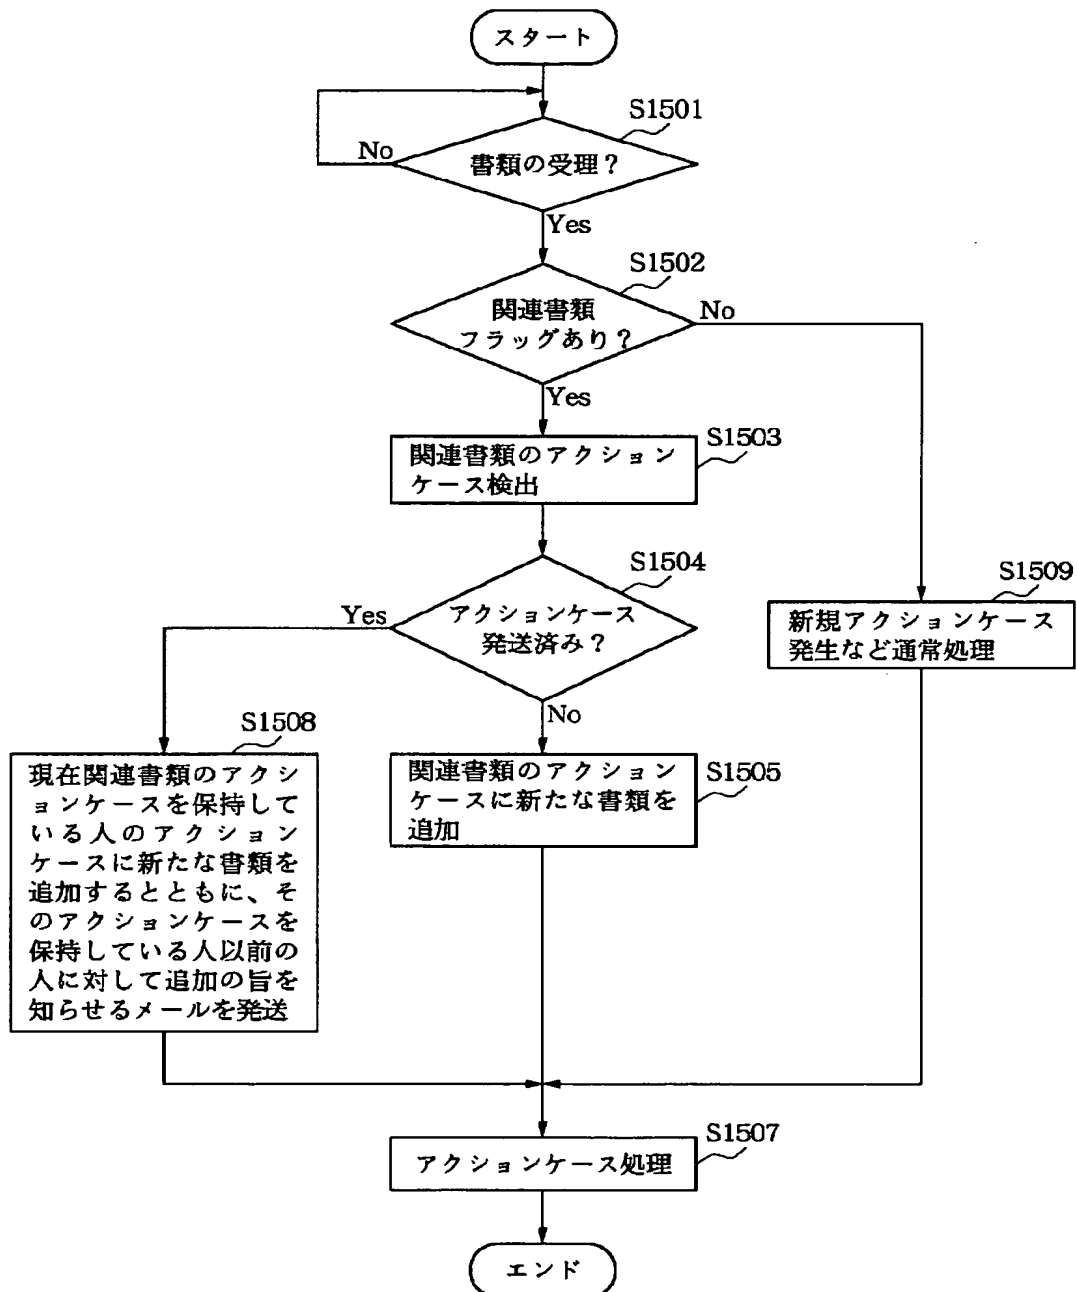 スタート
S1501
No
書類の受理？
Yes
S1502
関連書類
フラッグあり？
No
Yes
S1503
関連書類のアクション
ケース検出
S1504
アクションケース
発送済み？
Yes
No
S1509
新規アクションケース
発生など通常処理
S1508
現在関連書類のアクシ
ョンケースを保持して
いる人のアクション
ケースに新たな書類を
追加するとともに、そ
のアクションケースを
保持している人以前の
人に対して追加の旨を
知らせるメールを発送
S1505
関連書類のアクション
ケースに新たな書類を
追加
S1507
アクションケース処理
エンド